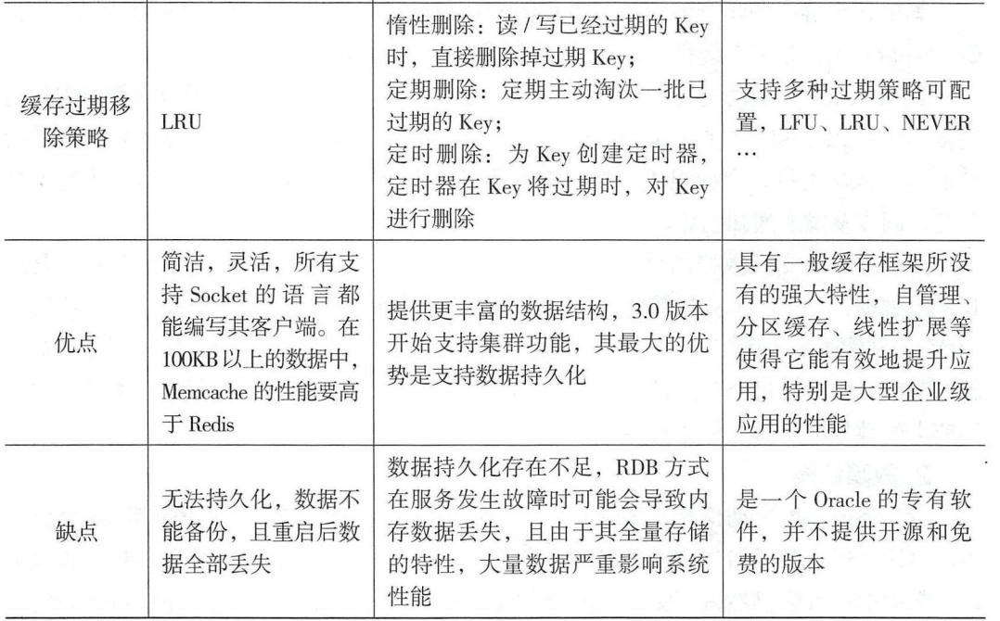 缓存过期移
除策略
LRU
惰性删除：读 / 写已经过期的 Key
时，直接删除掉过期 Key；
定期删除：定期主动淘汰一批已
过期的 Key；
定时删除：为 Key 创建定时器，
定时器在 Key 将过期时，对 Key
进行删除
支持多种过期策略可配
置，LFU、LRU、NEVER
…
优点
简洁，灵活，所有支
持 Socket 的语言都
能编写其客户端。在
100KB 以上的数据中，
Memcache 的性能要高
于 Redis
提供更丰富的数据结构，3.0 版本
开始支持集群功能，其最大的优
势是支持数据持久化
具有一般缓存框架所没
有的强大特性，自管理、
分区缓存、线性扩展等
使得它能有效地提升应
用，特别是大型企业级
应用的性能
缺点
无法持久化，数据不
能备份，且重启后数
据全部丢失
数据持久化存在不足，RDB 方式
在服务发生故障时可能会导致内
存数据丢失，且由于其全量存储
的特性，大量数据严重影响系统
性能
是一个 Oracle 的专有软
件，并不提供开源和免
费的版本